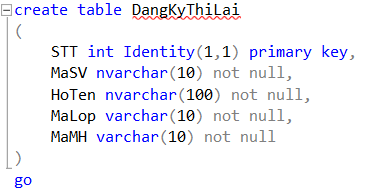 create table DangKyThiLai
(
STT int Identity(1,1) primary key,
MaSV nvarchar(10) not null,
HoTen nvarchar(100) not null,
MaLop varchar(10) not null,
MaMH varchar(10) not null
)
go